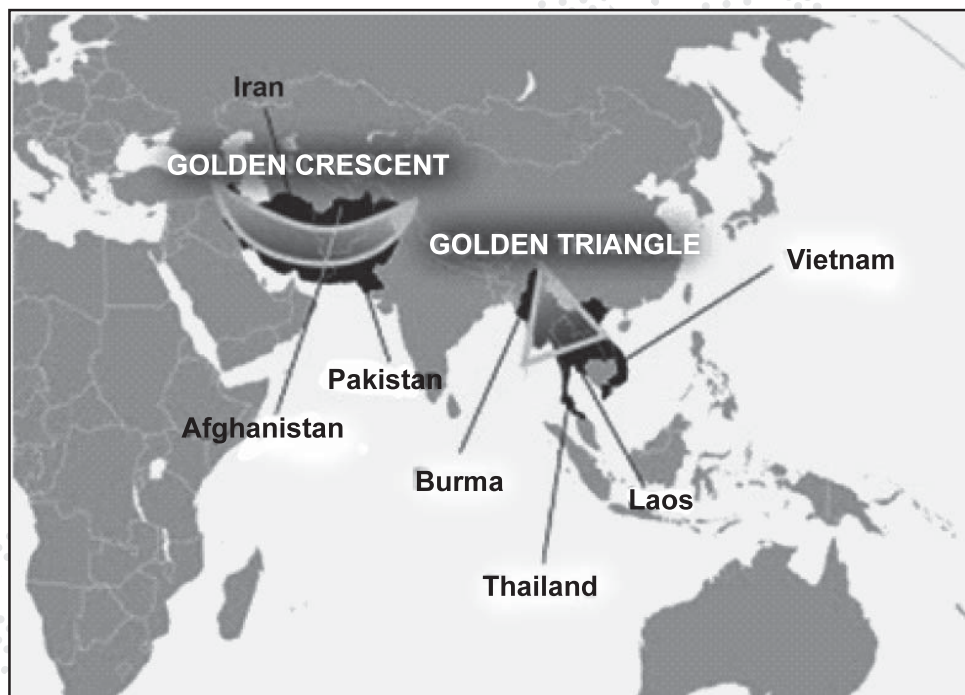 Iran
GOLDEN CRESCENT
GOLDEN TRIANGLE
Vietnam
Pakistan
Afghanistan
Burma
Laos
Thailand